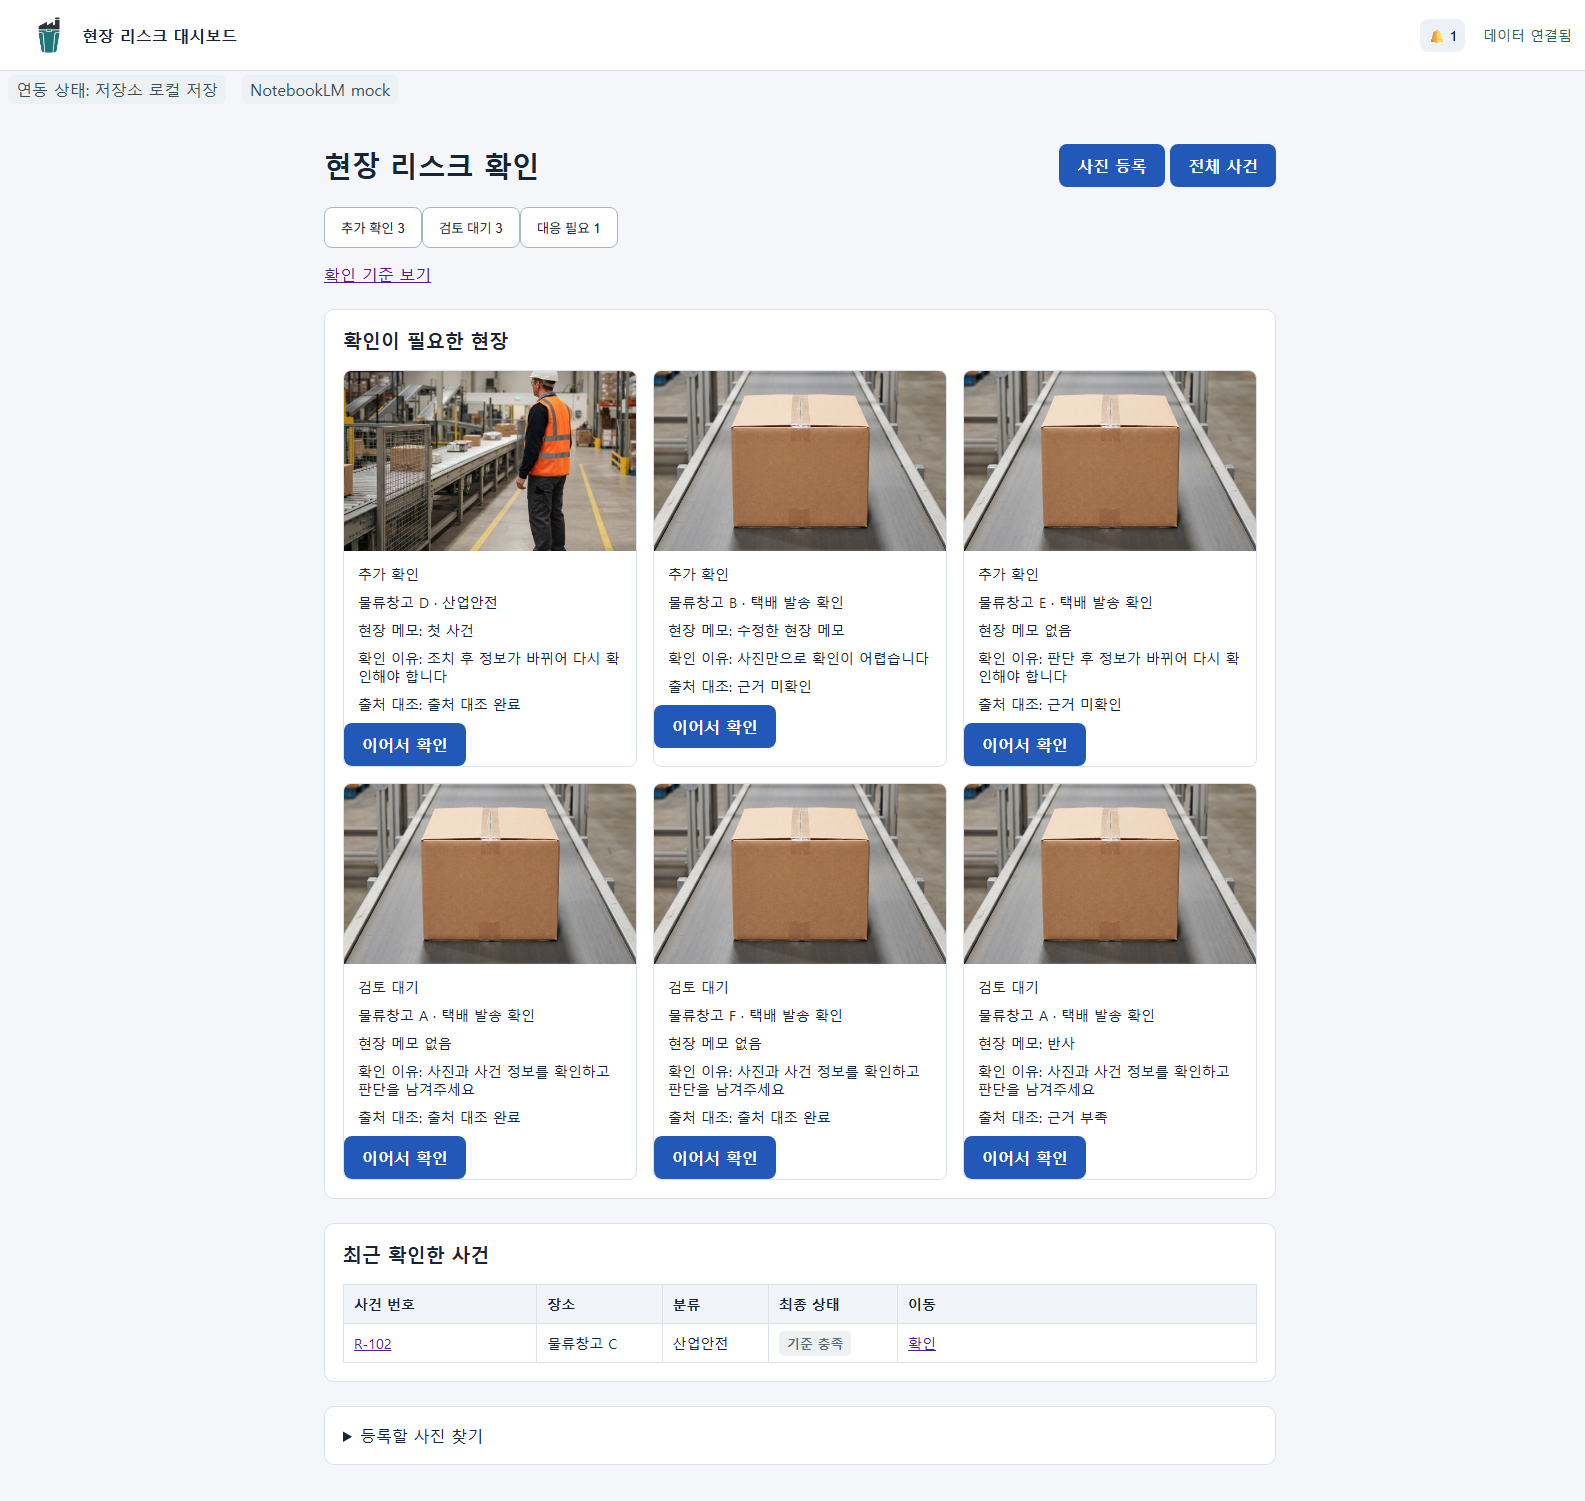 현장 리스크 대시보드
1
데이터 연결됨
연동 상태: 저장소 로컬 저장
NotebookLM mock
현장 리스크 확인
사진 등록
전체 사건
추가 확인 3
검토 대기 3
대응 필요 1
확인 기준 보기
확인이 필요한 현장
추가 확인
물류창고 D · 산업안전
현장 메모: 첫 사건
확인 이유: 조치 후 정보가 바뀌어 다시 확
인해야 합니다
출처 대조: 출처 대조 완료
이어서 확인
추가 확인
물류창고 B · 택배 발송 확인
현장 메모: 수정한 현장 메모
확인 이유: 사진만으로 확인이 어렵습니다
출처 대조: 근거 미확인
이어서 확인
추가 확인
물류창고 E · 택배 발송 확인
현장 메모 없음
확인 이유: 판단 후 정보가 바뀌어 다시 확
인해야 합니다
출처 대조: 근거 미확인
이어서 확인
검토 대기
물류창고 A · 택배 발송 확인
현장 메모 없음
확인 이유: 사진과 사건 정보를 확인하고
판단을 남겨주세요
출처 대조: 출처 대조 완료
이어서 확인
검토 대기
물류창고 F · 택배 발송 확인
현장 메모 없음
확인 이유: 사진과 사건 정보를 확인하고
판단을 남겨주세요
출처 대조: 출처 대조 완료
이어서 확인
검토 대기
물류창고 A · 택배 발송 확인
현장 메모: 반사
확인 이유: 사진과 사건 정보를 확인하고
판단을 남겨주세요
출처 대조: 근거 부족
이어서 확인
최근 확인한 사건
사건 번호 장소 분류 최종 상태 이동
R-102 물류창고 C 산업안전 기준 충족 확인
등록할 사진 찾기